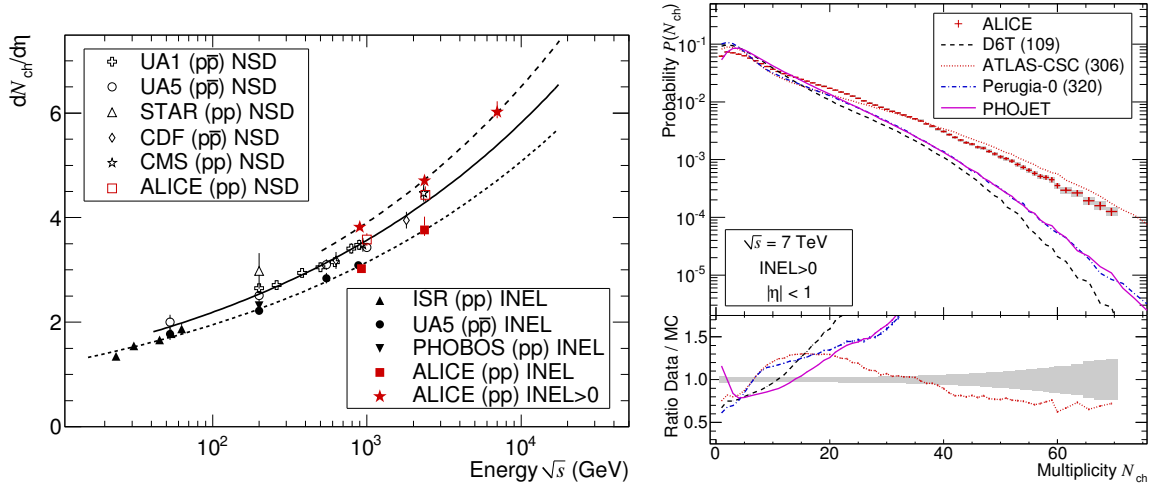 dN_ch/dη
6
4
2
0
10²
10³
10⁴
Energy √s (GeV)
UA1 (pp̅) NSD
UA5 (pp̅) NSD
STAR (pp) NSD
CDF (pp̅) NSD
CMS (pp) NSD
ALICE (pp) NSD
ISR (pp) INEL
UA5 (pp̅) INEL
PHOBOS (pp) INEL
ALICE (pp) INEL
ALICE (pp) INEL>0
Probability P(N_ch)
10⁻¹
10⁻²
10⁻³
10⁻⁴
10⁻⁵
ALICE
D6T (109)
ATLAS-CSC (306)
Perugia-0 (320)
PHOJET
√s = 7 TeV
INEL>0
|η| < 1
Ratio Data / MC
1.5
1.0
0.5
0
20
40
60
Multiplicity N_ch